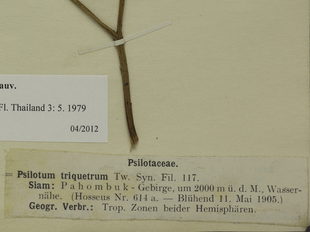 auv.
Fl. Thailand 3: 5. 1979
04/2012
Psilotaceae.
Psilotum triquetrum Tw. Syn. Fil. 117.
Siam: Pahombuk-Gebirge, um 2000 m ü. d. M., Wasser-
nähe. (Hosseus Nr. 614 a. — Blühend 11. Mai 1905.)
Geogr. Verbr.: Trop. Zonen beider Hemisphären.